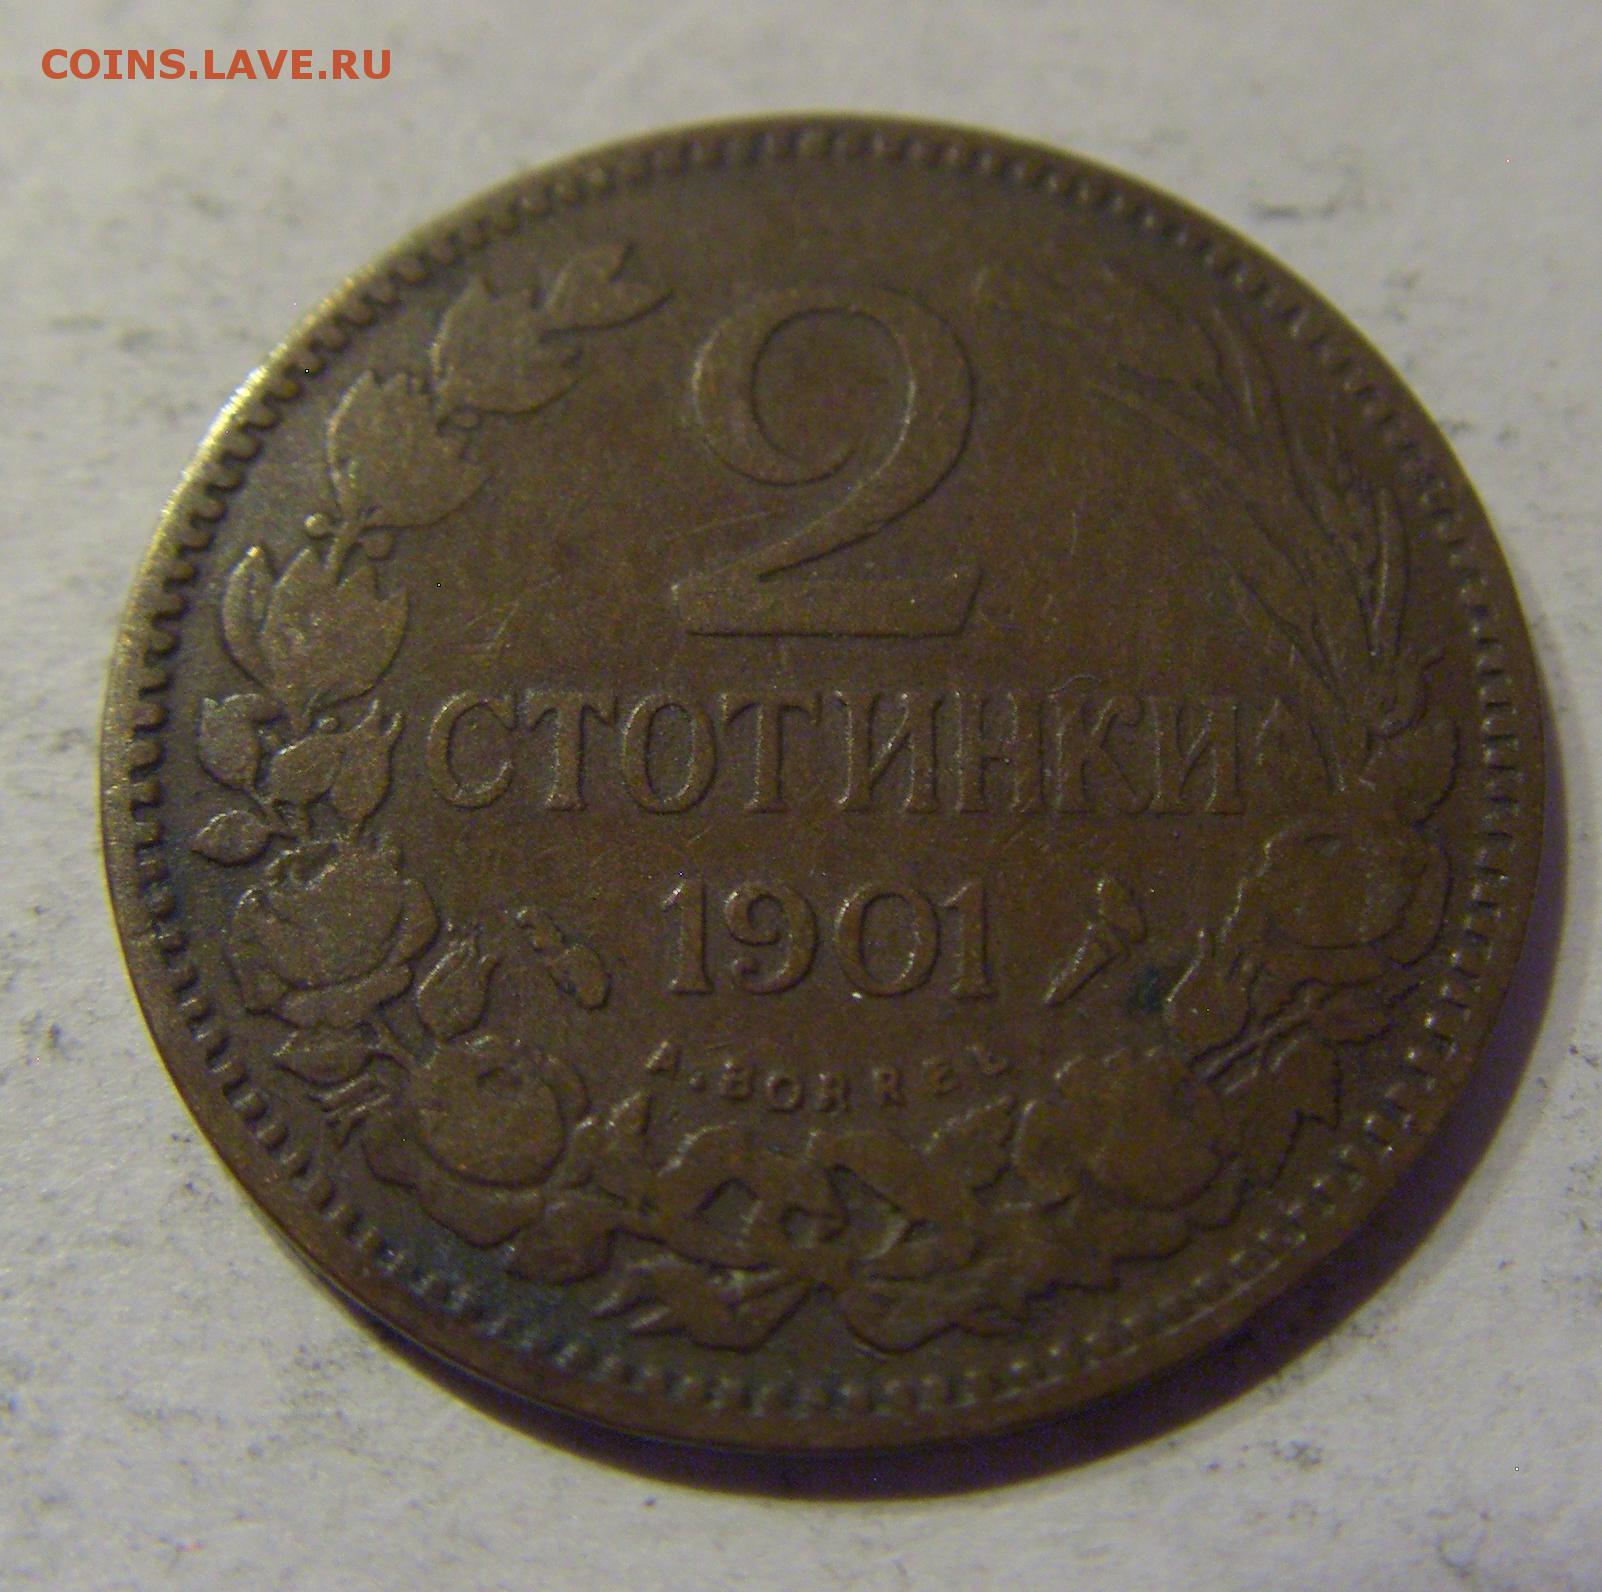 COINS.LAVE.RU
2
СТОТИНКИ
1901
A.BORREL